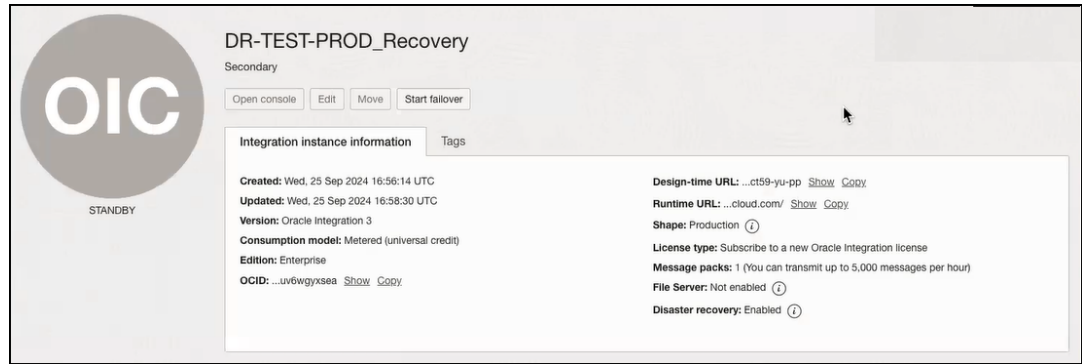 OIC
STANDBY
DR-TEST-PROD_Recovery
Secondary
Open console Edit Move Start failover
Integration instance information Tags
Created: Wed, 25 Sep 2024 16:56:14 UTC
Updated: Wed, 25 Sep 2024 16:58:30 UTC
Version: Oracle Integration 3
Consumption model: Metered (universal credit)
Edition: Enterprise
OCID: ...uv6wgyxsea Show Copy
Design-time URL: ...ct59-yu-pp Show Copy
Runtime URL: ...cloud.com/ Show Copy
Shape: Production i
License type: Subscribe to a new Oracle Integration license
Message packs: 1 (You can transmit up to 5,000 messages per hour)
File Server: Not enabled i
Disaster recovery: Enabled i